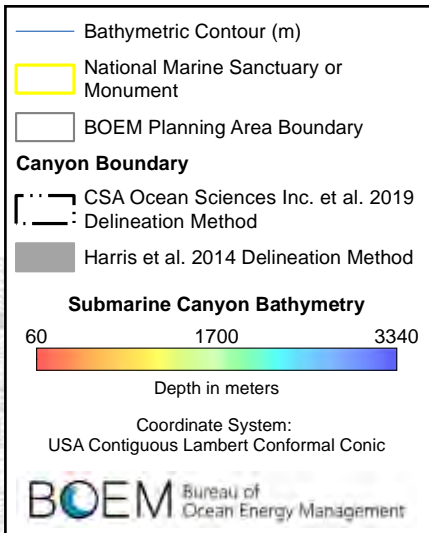 Bathymetric Contour (m)
National Marine Sanctuary or
Monument
BOEM Planning Area Boundary
Canyon Boundary
CSA Ocean Sciences Inc. et al. 2019
Delineation Method
Harris et al. 2014 Delineation Method
Submarine Canyon Bathymetry
60 1700 3340
Depth in meters
Coordinate System:
USA Contiguous Lambert Conformal Conic
BOEM Bureau of
Ocean Energy Management